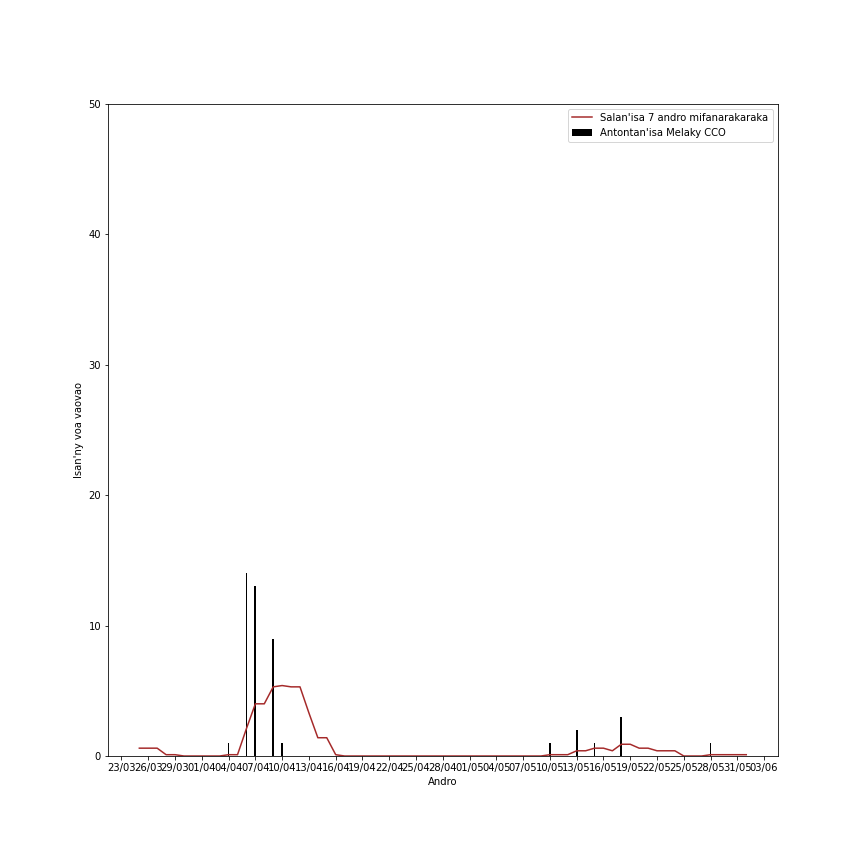 Salan'isa 7 andro mifanarakaraka
Antontan'isa Melaky CCO
50
40
30
20
10
0
Isan'ny voa vaovao
23/03 26/03 29/03 01/04 04/04 07/04 10/04 13/04 16/04 19/04 22/04 25/04 28/04 01/05 04/05 07/05 10/05 13/05 16/05 19/05 22/05 25/05 28/05 31/05 03/06
Andro